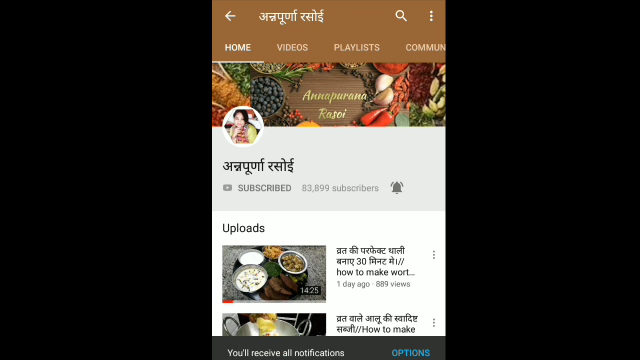 अन्नपूर्णा रसोई
HOME VIDEOS PLAYLISTS COMMUN
Annapurana
Rasoi
अन्नपूर्णा रसोई
SUBSCRIBED 83,899 subscribers
Uploads
व्रत की परफेक्ट थाली
बनाए 30 मिनट मे।//
how to make wort...
1 day ago · 889 views
14:25
व्रत वाले आलू की स्वादिष्ट
सब्जी//How to make
You'll receive all notifications OPTIONS